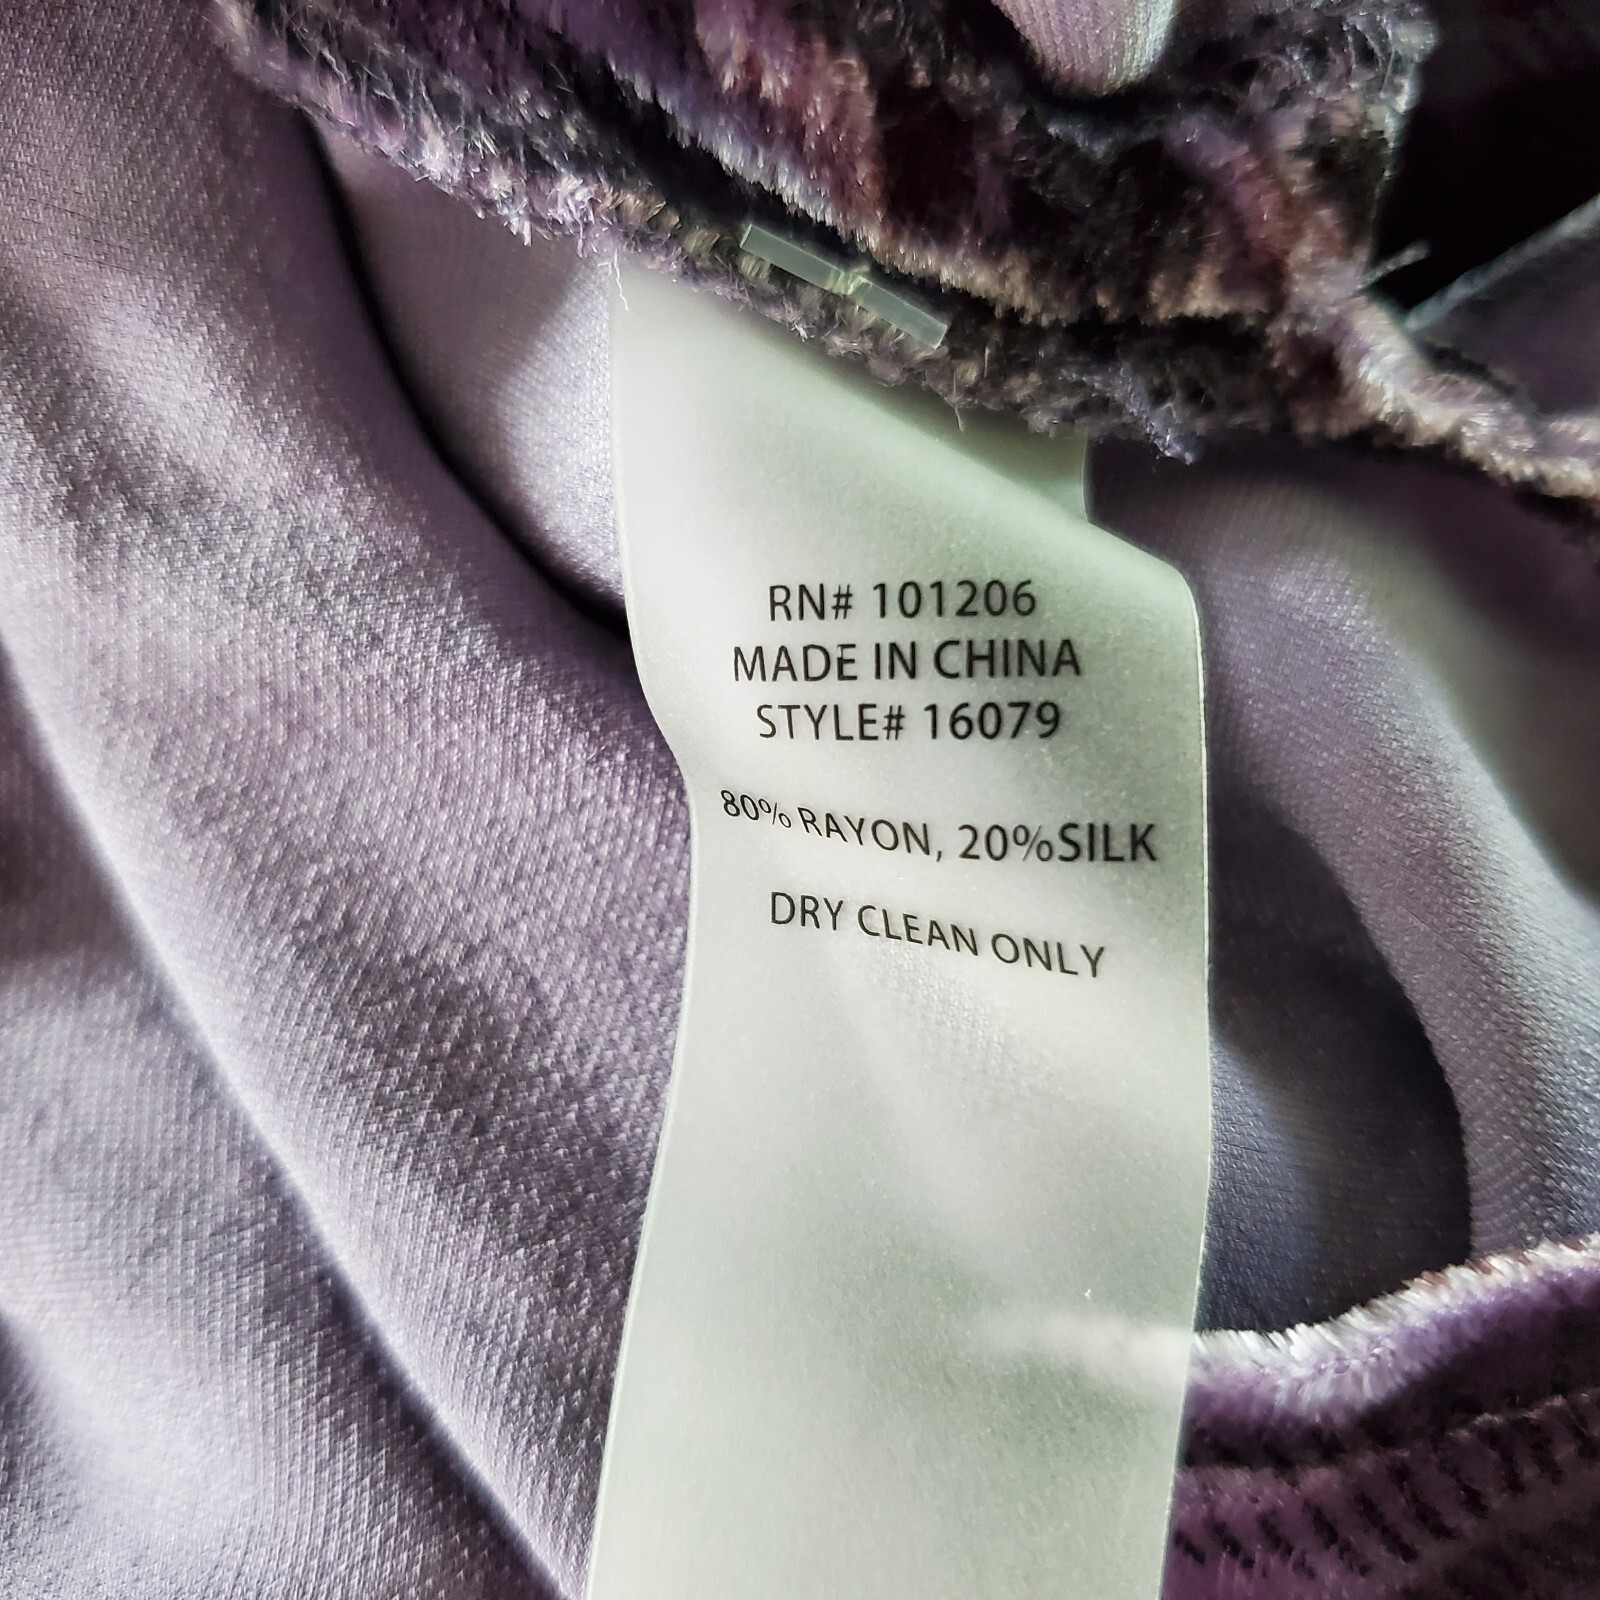 RN# 101206
MADE IN CHINA
STYLE# 16079
80% RAYON, 20%SILK
DRY CLEAN ONLY